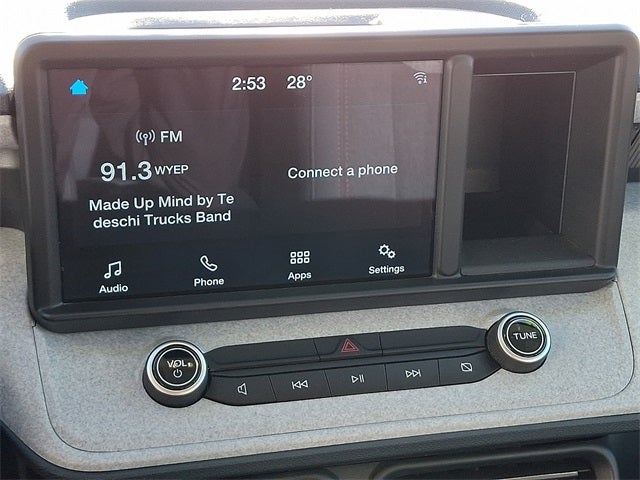 2:53 28°
FM
91.3 WYEP
Connect a phone
Made Up Mind by Te
deschi Trucks Band
Audio
Phone
Apps
Settings
VOL
TUNE